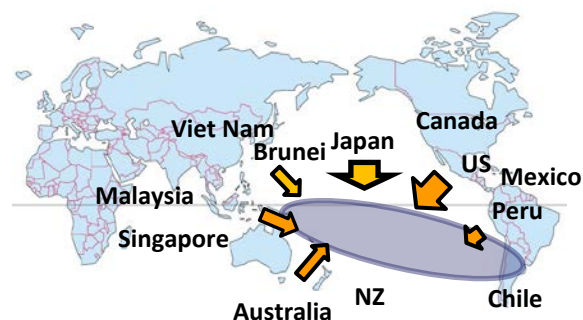 Canada
Viet Nam
Japan
Brunei
US
Mexico
Malaysia
Peru
Singapore
Chile
NZ
Australia